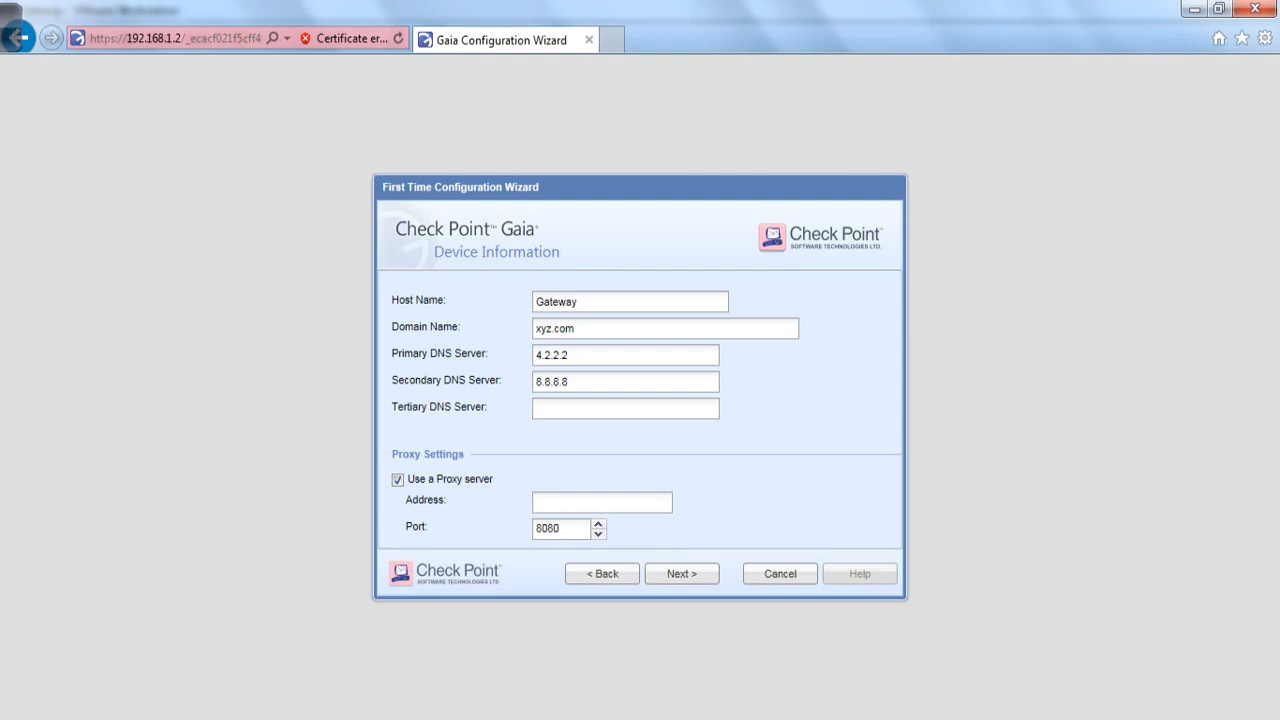 https://192.168.1.2/_ecacf021f5cff4
Certificate er...
Gaia Configuration Wizard
First Time Configuration Wizard
Check Point™ Gaia
Device Information
Check Point™
SOFTWARE TECHNOLOGIES LTD.
Host Name:
Gateway
Domain Name:
xyz.com
Primary DNS Server:
4.2.2.2
Secondary DNS Server:
8.8.8.8
Tertiary DNS Server:
Proxy Settings
Use a Proxy server
Address:
Port:
8080
Check Point
SOFTWARE TECHNOLOGIES LTD.
< Back
Next >
Cancel
Help